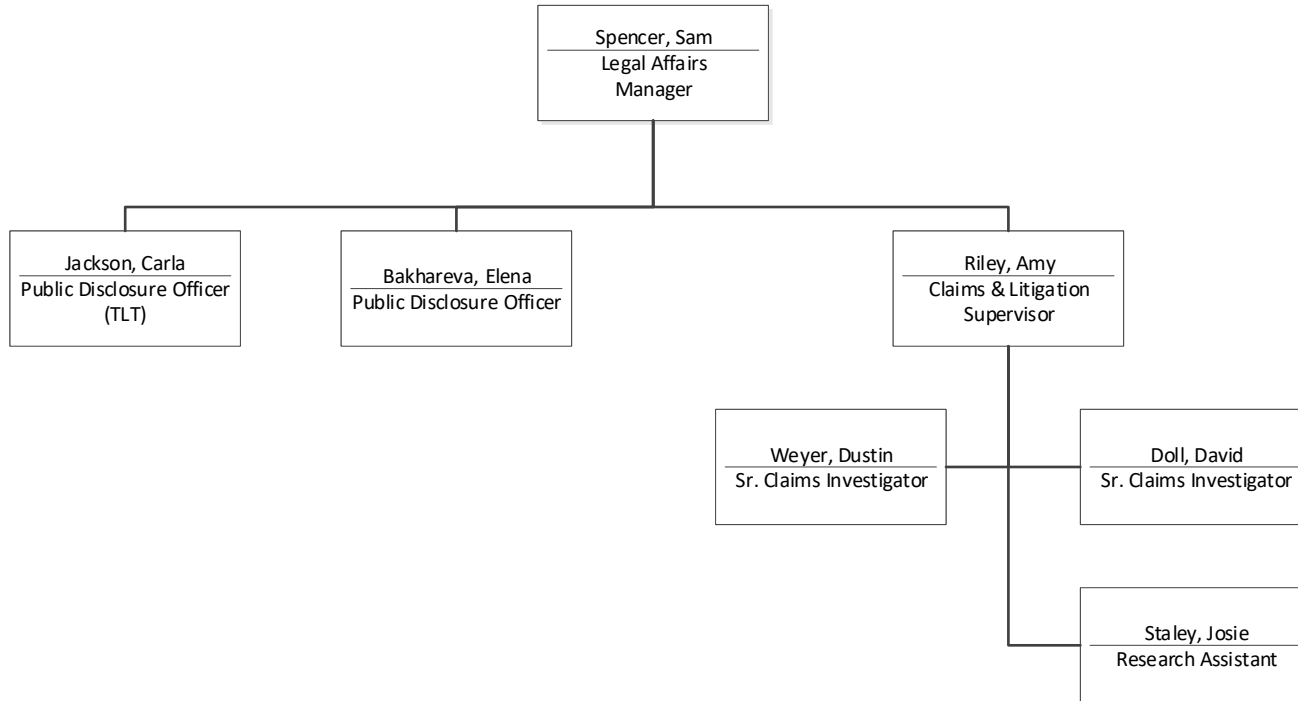 Spencer, Sam
Legal Affairs
Manager
Jackson, Carla
Public Disclosure Officer
(TLT)
Bakhareva, Elena
Public Disclosure Officer
Riley, Amy
Claims & Litigation
Supervisor
Weyer, Dustin
Sr. Claims Investigator
Doll, David
Sr. Claims Investigator
Staley, Josie
Research Assistant